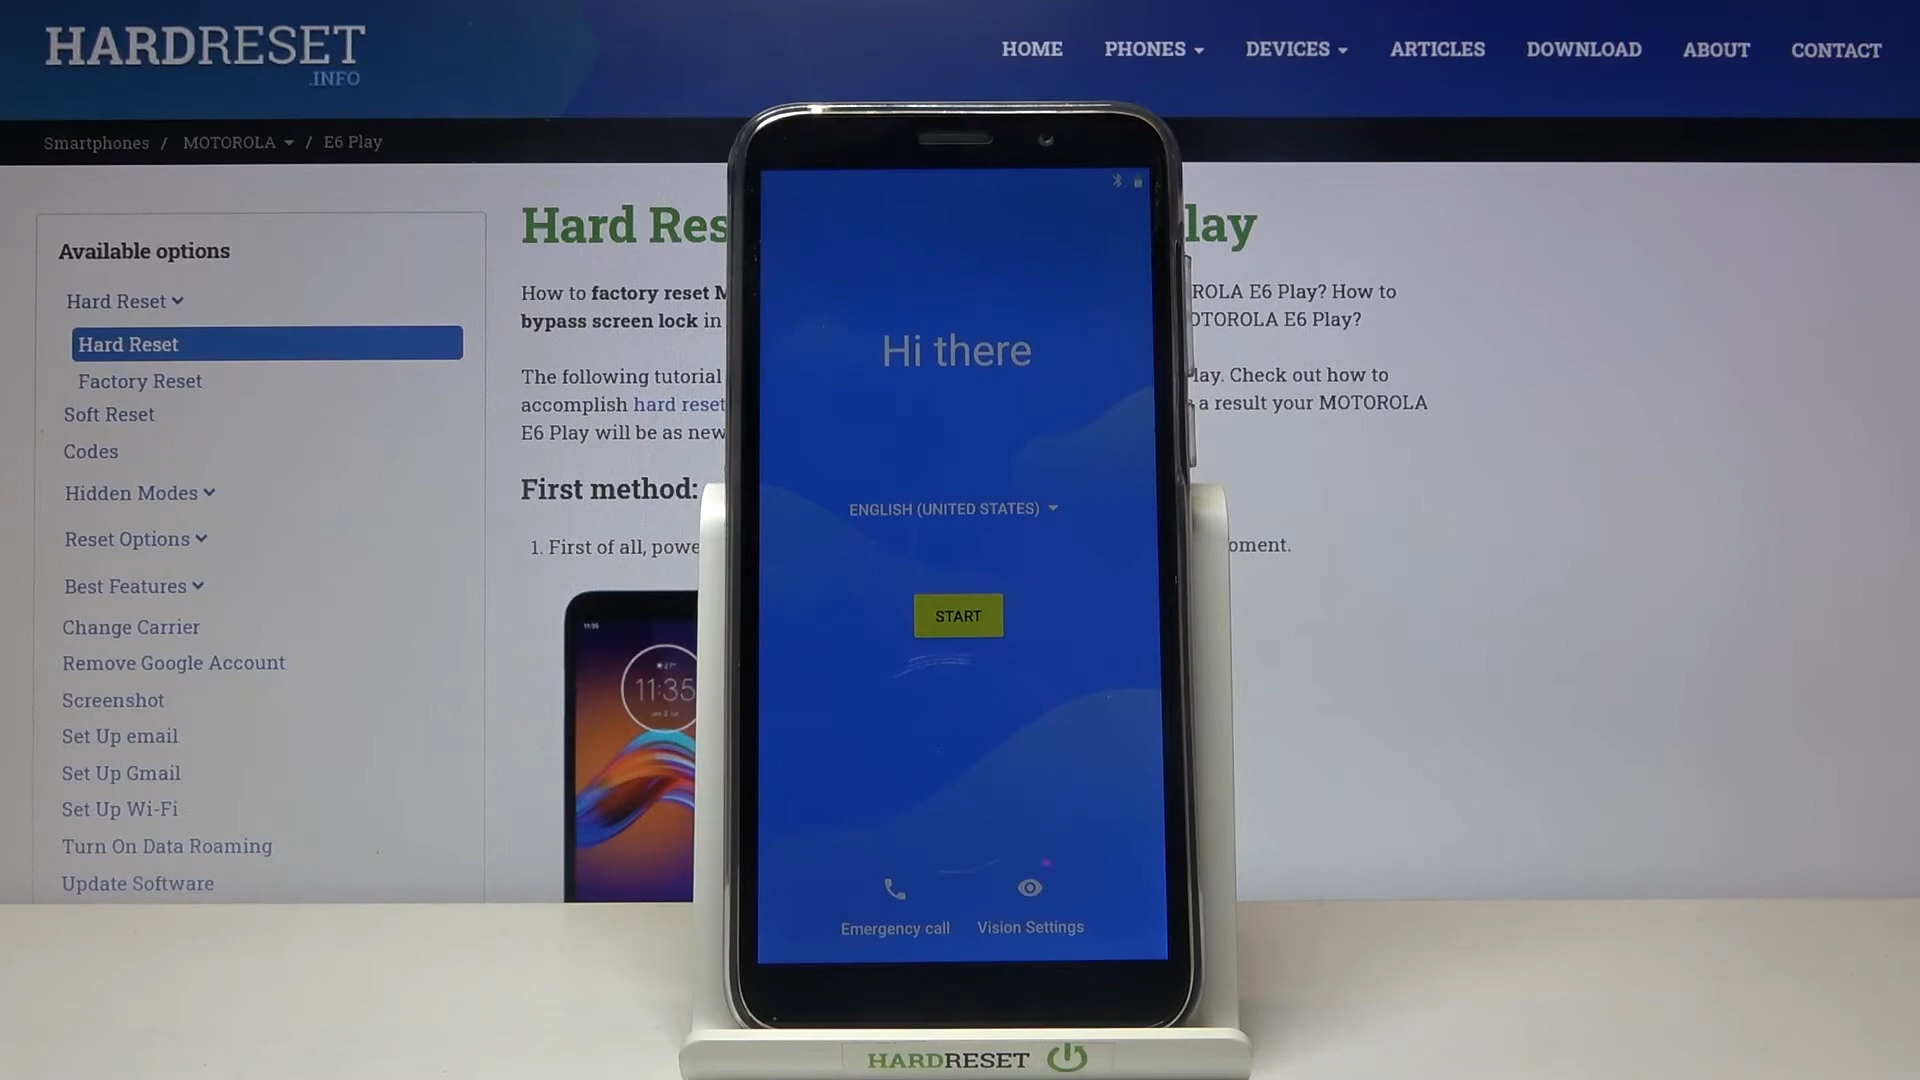 HARDRESET
.INFO
HOME PHONES DEVICES ARTICLES DOWNLOAD ABOUT CONTACT
Smartphones / MOTOROLA / E6 Play
Available options
Hard Reset
Hard Reset
Factory Reset
Soft Reset
Codes
Hidden Modes
Reset Options
Best Features
Change Carrier
Remove Google Account
Screenshot
Set Up email
Set Up Gmail
Set Up Wi-Fi
Turn On Data Roaming
Update Software
Hard Res lay
How to factory reset M ROLA E6 Play? How to
bypass screen lock in OTOROLA E6 Play?
The following tutorial lay. Check out how to
accomplish hard reset a result your MOTOROLA
E6 Play will be as new
First method:
1. First of all, powe oment.
11:35
27°
11:35
Hi there
ENGLISH (UNITED STATES)
START
Emergency call Vision Settings
HARDRESET